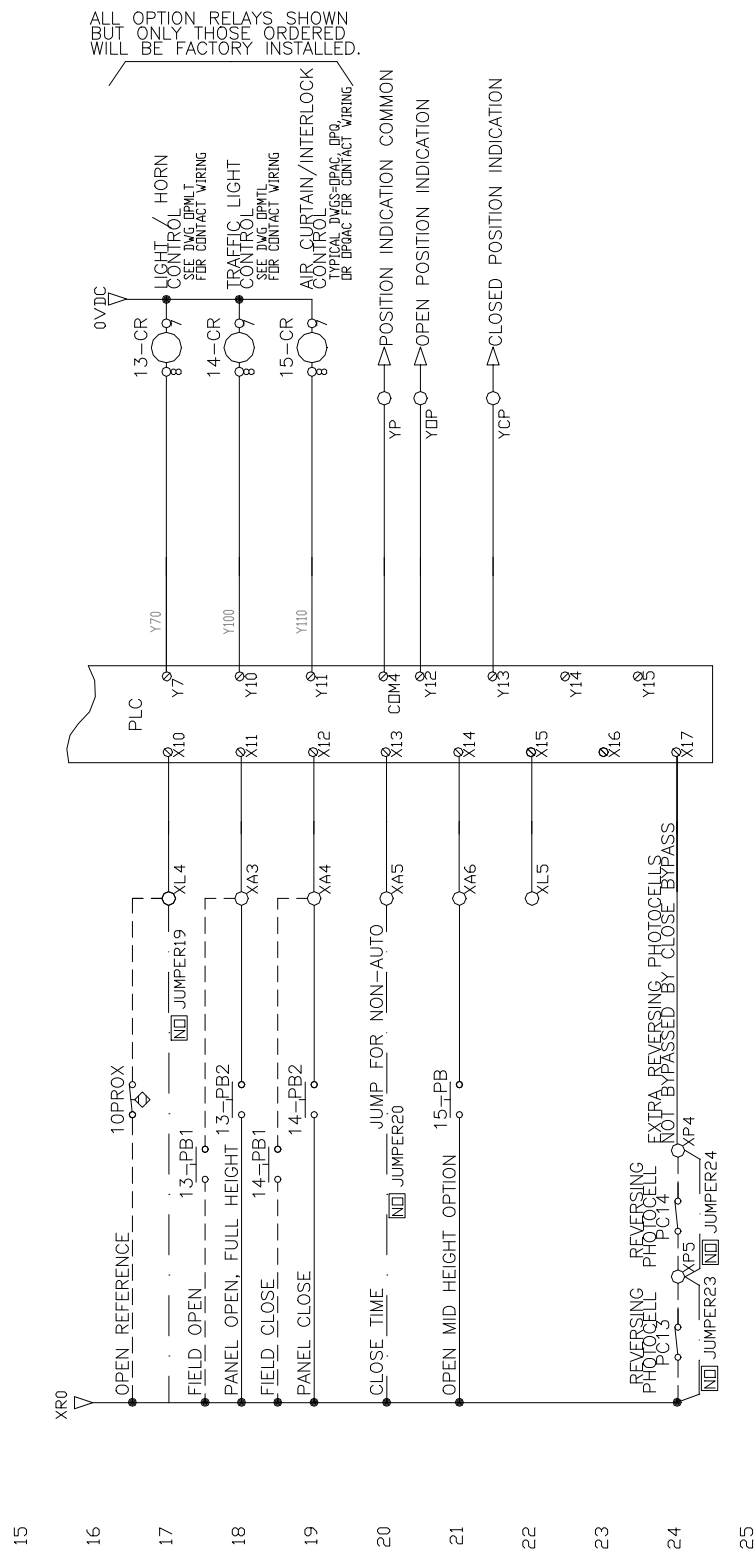 ALL OPTION RELAYS SHOWN
BUT ONLY THOSE ORDERED
WILL BE FACTORY INSTALLED.
0VDC
13-CR
7
8
LIGHT / HORN
CONTROL
SEE DWG OPMLT
FOR CONTACT WIRING
14-CR
7
8
TRAFFIC LIGHT
CONTROL
SEE DWG OPMTL
FOR CONTACT WIRING
15-CR
7
8
AIR CURTAIN/INTERLOCK
CONTROL
TYPICAL DWGS=OPAC, OPQ,
OR OPQAC FOR CONTACT WIRING
YP
POSITION INDICATION COMMON
YOP
OPEN POSITION INDICATION
YCP
CLOSED POSITION INDICATION
Y70
Y100
Y110
PLC
Y7
Y10
Y11
COM4
Y12
Y13
Y14
Y15
X10
X11
X12
X13
X14
X15
X16
X17
XL4
XA3
XA4
XA5
XA6
XL5
XRO
OPEN REFERENCE
10PROX
NO JUMPER19
FIELD OPEN
13-PB1
PANEL OPEN, FULL HEIGHT
13-PB2
FIELD CLOSE
14-PB1
PANEL CLOSE
14-PB2
CLOSE TIME
NO JUMPER20
JUMP FOR NON-AUTO
OPEN MID HEIGHT OPTION
15-PB
REVERSING
PHOTOCELL
PC13
NO JUMPER23
XP5
REVERSING
PHOTOCELL
PC14
NO JUMPER24
XP4
EXTRA REVERSING PHOTOCELLS
NOT BYPASSED BY CLOSE BYPASS
15
16
17
18
19
20
21
22
23
24
25